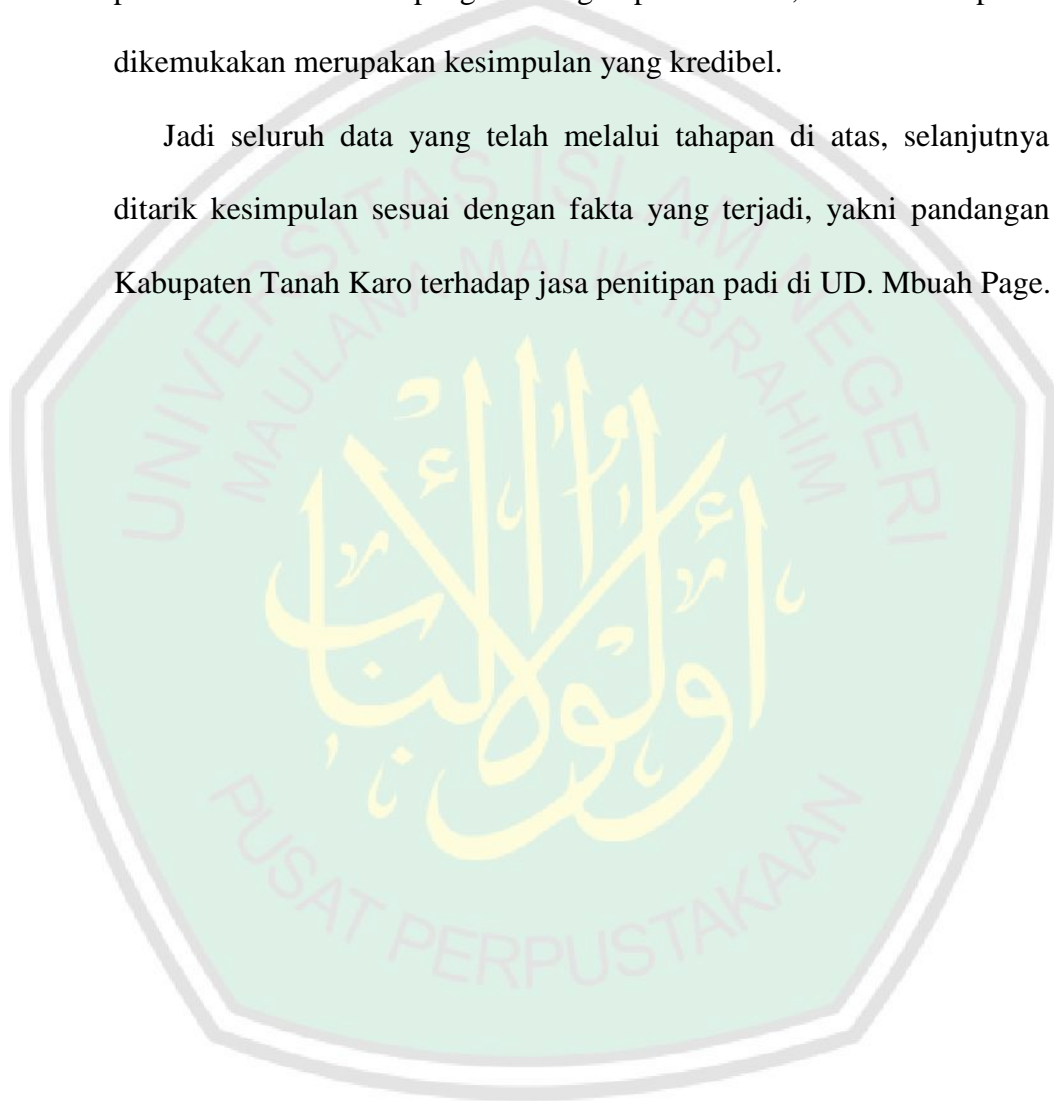 dikemukakan merupakan kesimpulan yang kredibel.
Jadi seluruh data yang telah melalui tahapan di atas, selanjutnya
ditarik kesimpulan sesuai dengan fakta yang terjadi, yakni pandangan
Kabupaten Tanah Karo terhadap jasa penitipan padi di UD. Mbuah Page.
UNIVERSITAS ISLAM NEGERI
MAULANA MALIK IBRAHIM
أولوا الألباب
PUSAT PERPUSTAKAAN